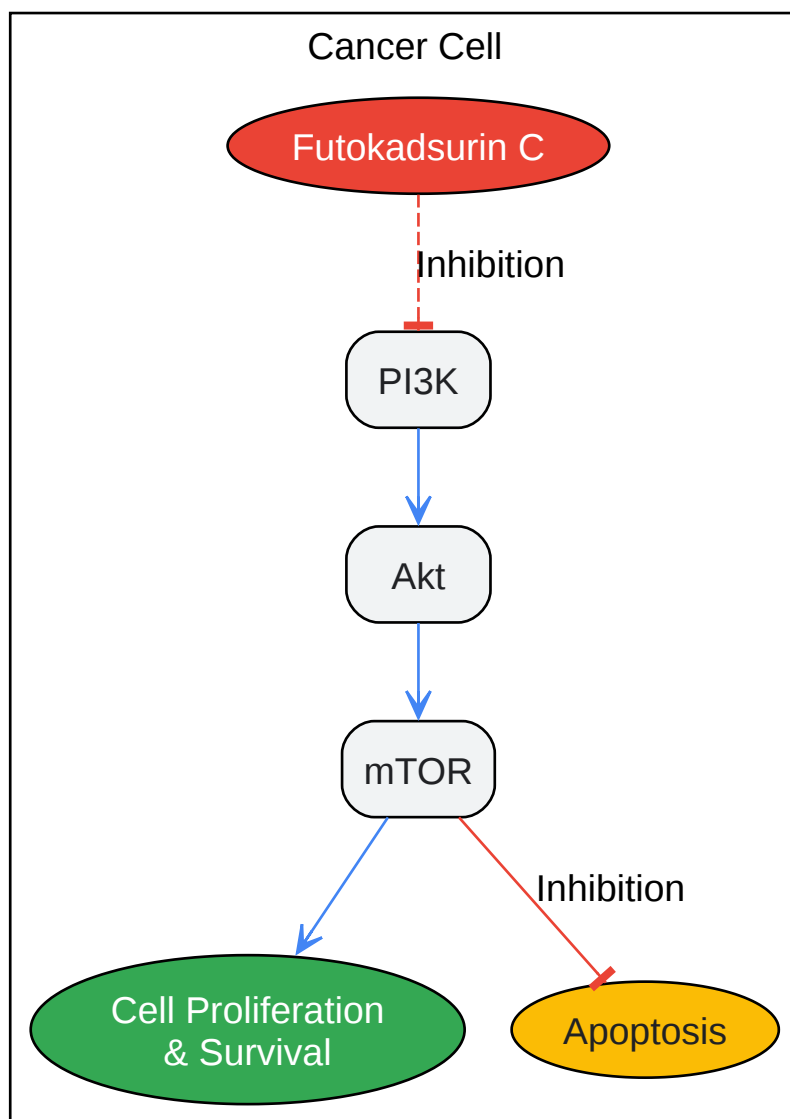 Cancer Cell
Futokadsurin C
Inhibition
PI3K
Akt
mTOR
Inhibition
Cell Proliferation
& Survival
Apoptosis